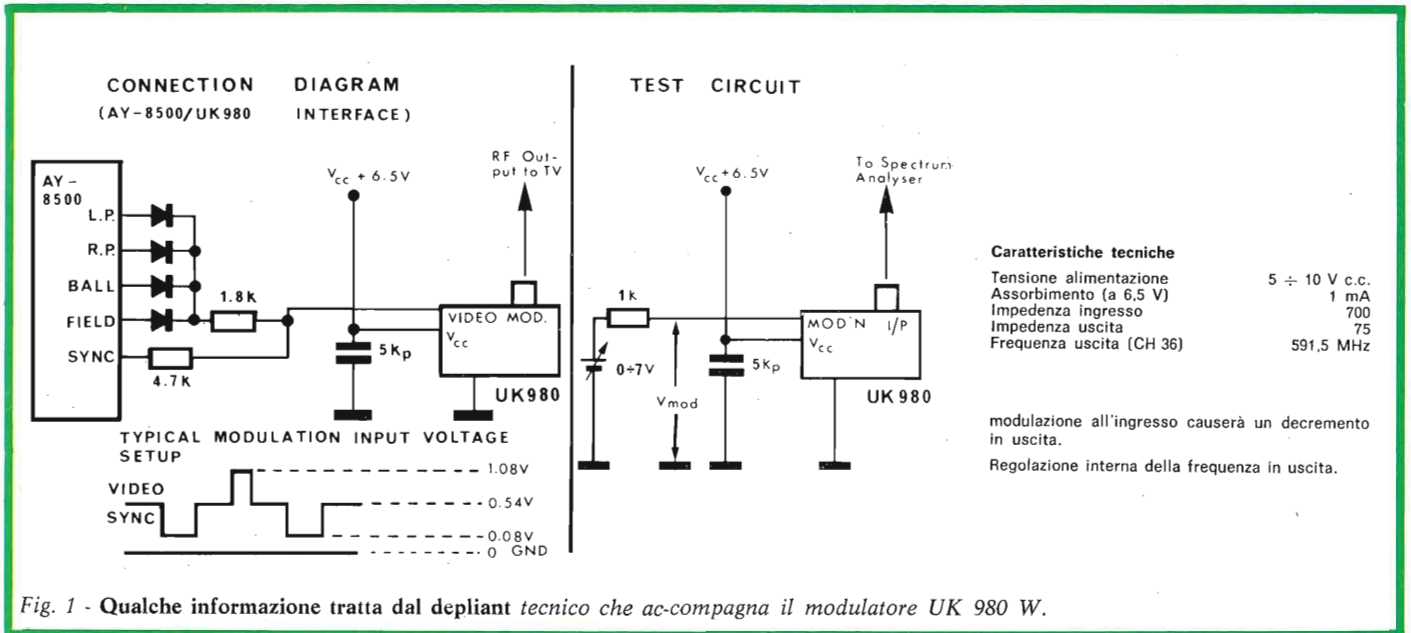 CONNECTION DIAGRAM
(AY-8500/UK980 INTERFACE)
AY -
8500
L.P.
R.P.
BALL
FIELD
SYNC
1.8K
4.7K
Vcc + 6.5V
5Kp
RF Out-
put to TV
VIDEO MOD.
Vcc
UK980
TYPICAL MODULATION INPUT VOLTAGE
SETUP
VIDEO
SYNC
1.08V
0.54V
0.08V
0 GND
TEST CIRCUIT
Vcc + 6.5V
To Spectrum
Analyser
1k
0÷7V
Vmod
5Kp
MOD'N I/P
Vcc
UK980
Caratteristiche tecniche
Tensione alimentazione 5 ÷ 10 V c.c.
Assorbimento (a 6,5 V) 1 mA
Impedenza ingresso 700
Impedenza uscita 75
Frequenza uscita (CH 36) 591,5 MHz
modulazione all'ingresso causerà un decremento
in uscita.
Regolazione interna della frequenza in uscita.
Fig. 1 - Qualche informazione tratta dal depliant tecnico che ac-compagna il modulatore UK 980 W.